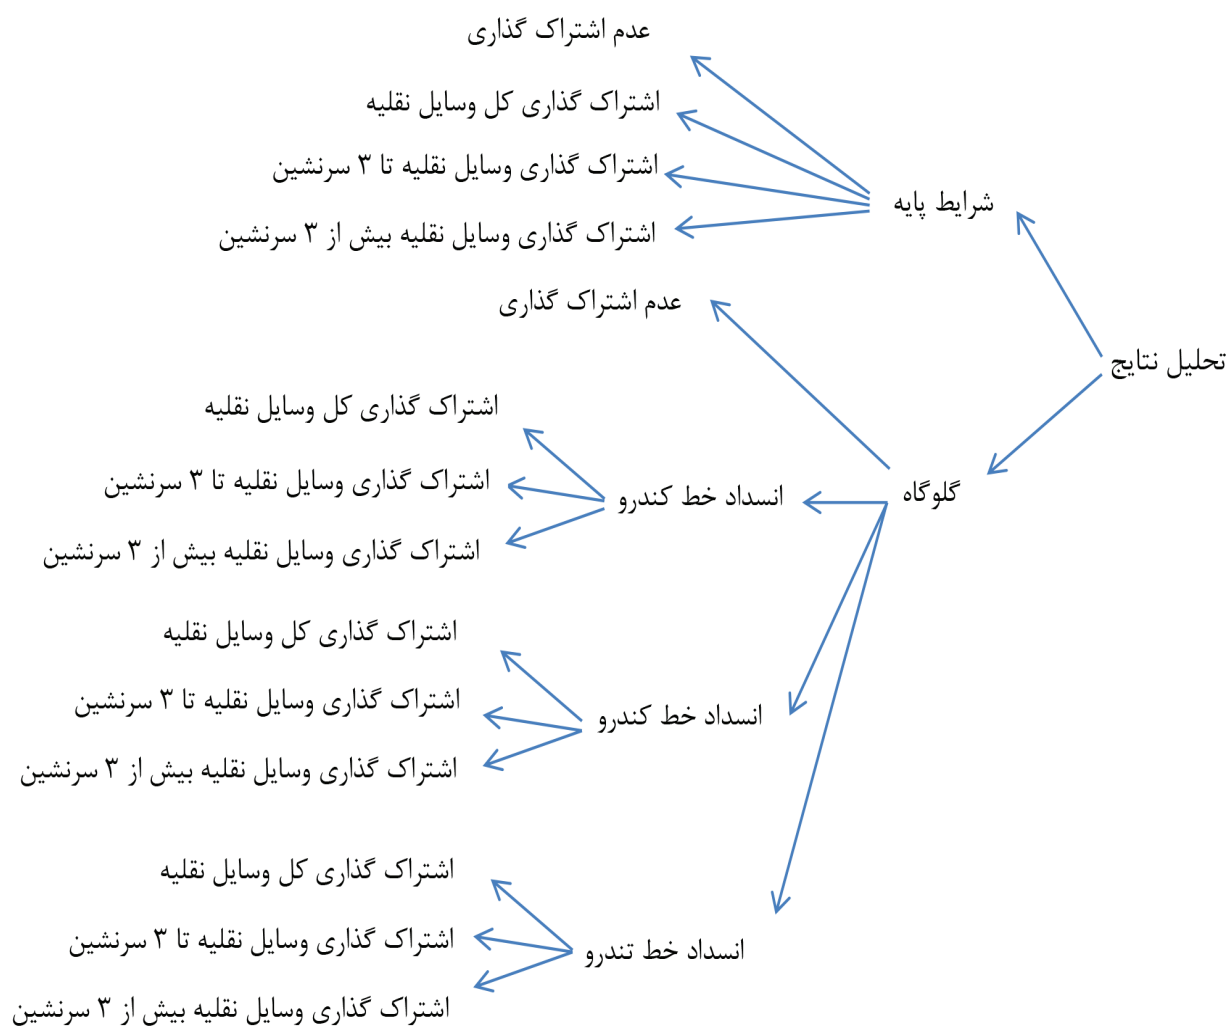 عدم اشتراک گذاری
اشتراک گذاری کل وسایل نقلیه
اشتراک گذاری وسایل نقلیه تا ۳ سرنشین
شرایط پایه
اشتراک گذاری وسایل نقلیه بیش از ۳ سرنشین
عدم اشتراک گذاری
تحلیل نتایج
اشتراک گذاری کل وسایل نقلیه
اشتراک گذاری وسایل نقلیه تا ۳ سرنشین
گلوگاه
انسداد خط کندرو
اشتراک گذاری وسایل نقلیه بیش از ۳ سرنشین
اشتراک گذاری کل وسایل نقلیه
اشتراک گذاری وسایل نقلیه تا ۳ سرنشین
انسداد خط کندرو
اشتراک گذاری وسایل نقلیه بیش از ۳ سرنشین
اشتراک گذاری کل وسایل نقلیه
اشتراک گذاری وسایل نقلیه تا ۳ سرنشین
انسداد خط تندرو
اشتراک گذاری وسایل نقلیه بیش از ۳ سرنشین